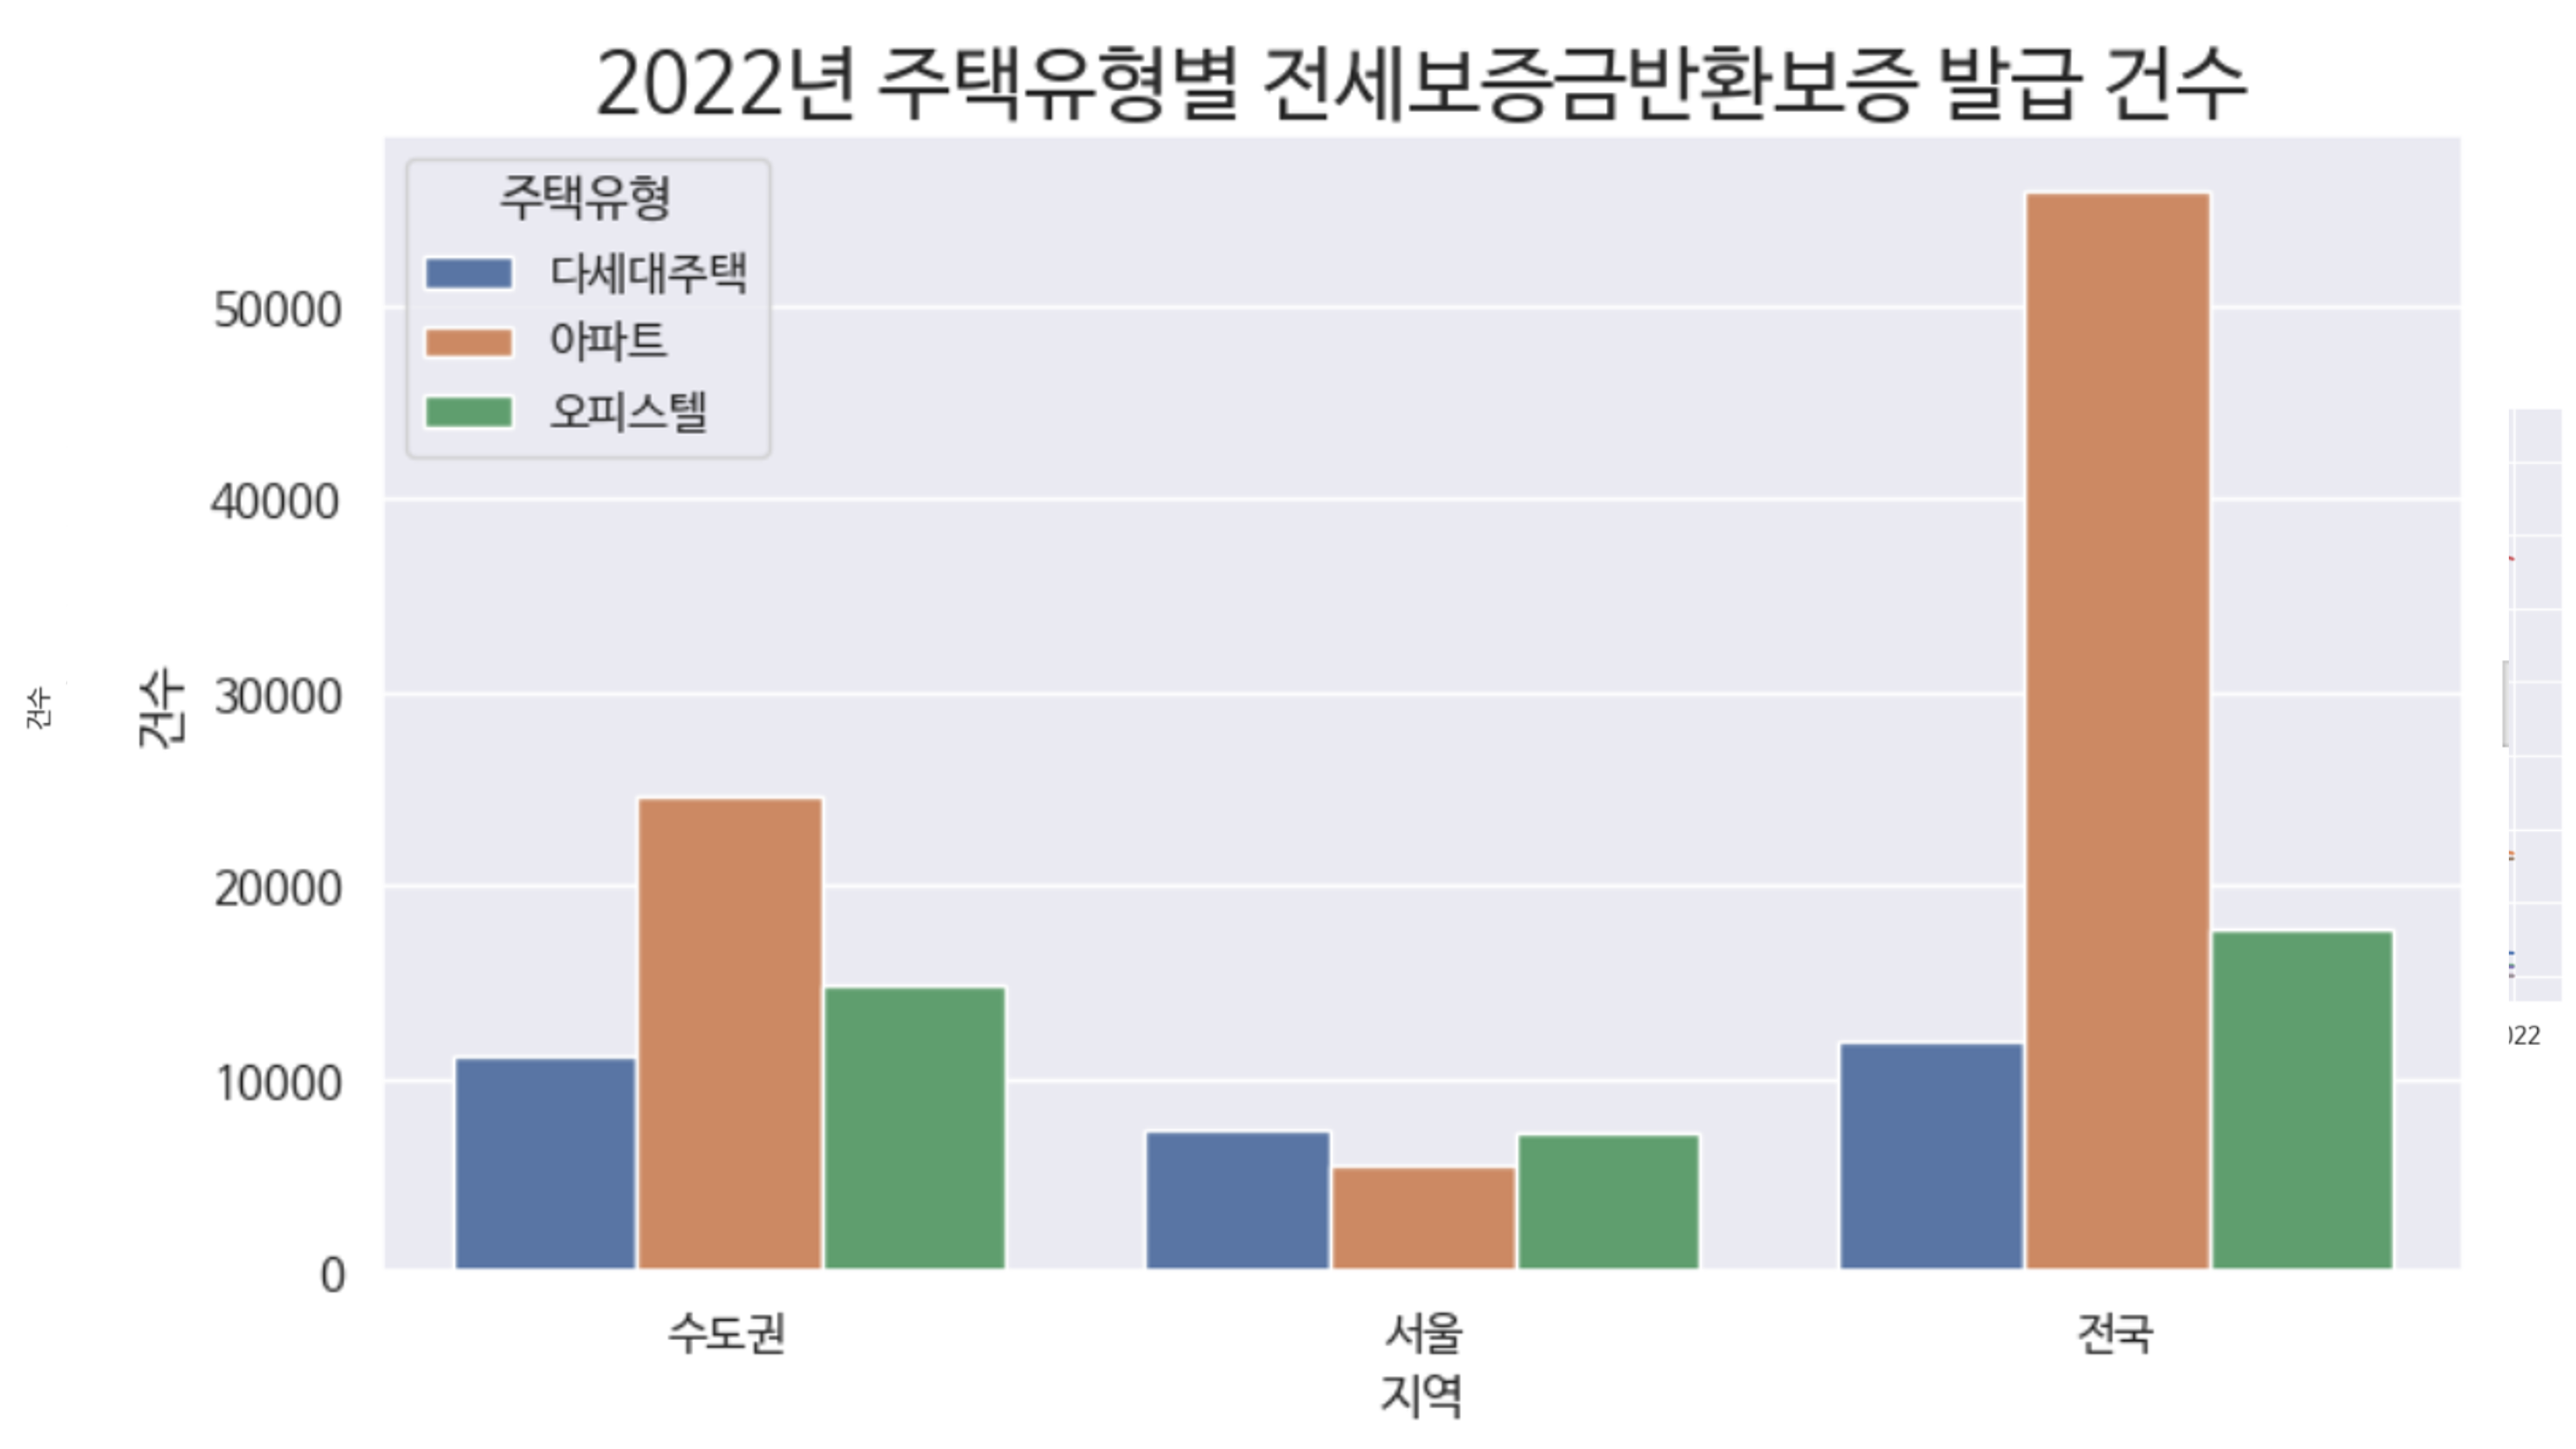 2022년 주택유형별 전세보증금반환보증 발급 건수
주택유형
다세대주택
아파트
오피스텔
50000
40000
30000
20000
10000
0
건수
건수
수도권
서울
전국
지역
022